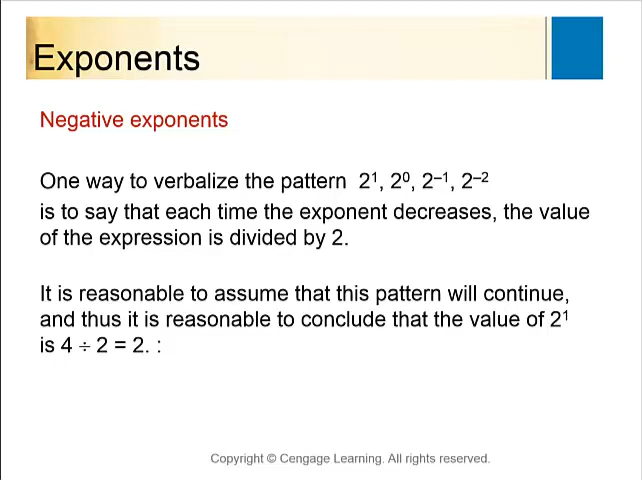 Exponents
Negative exponents
One way to verbalize the pattern 2¹, 2⁰, 2⁻¹, 2⁻²
is to say that each time the exponent decreases, the value
of the expression is divided by 2.
It is reasonable to assume that this pattern will continue,
and thus it is reasonable to conclude that the value of 2¹
is 4 ÷ 2 = 2. :
Copyright © Cengage Learning. All rights reserved.